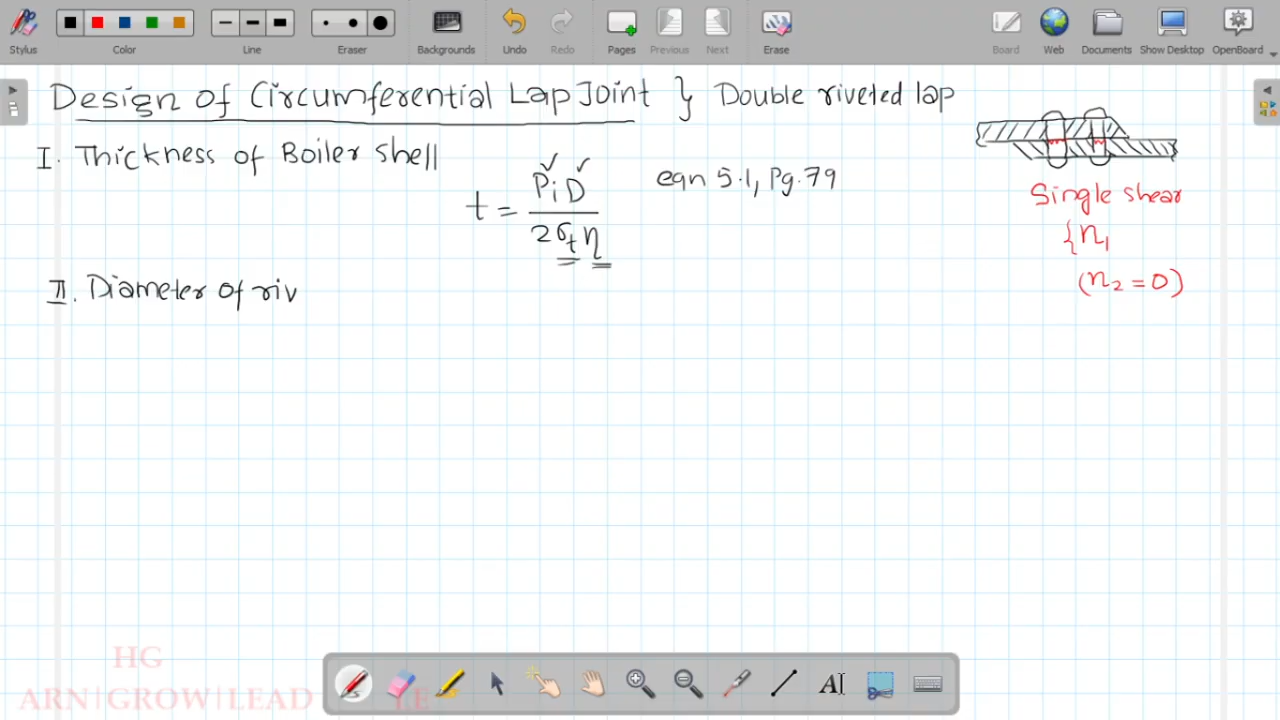 Stylus Color Line Eraser Backgrounds Undo Redo Pages Previous Next Erase Board Web Documents Show Desktop OpenBoard
Design of Circumferential Lap Joint } Double riveted lap
I. Thickness of Boiler shell
t = PiD / 2σtη
eqn 5.1, Pg.79
Single shear
{n1
(n2 = 0)
II. Diameter of riv
HG
ARN|GROW|LEAD